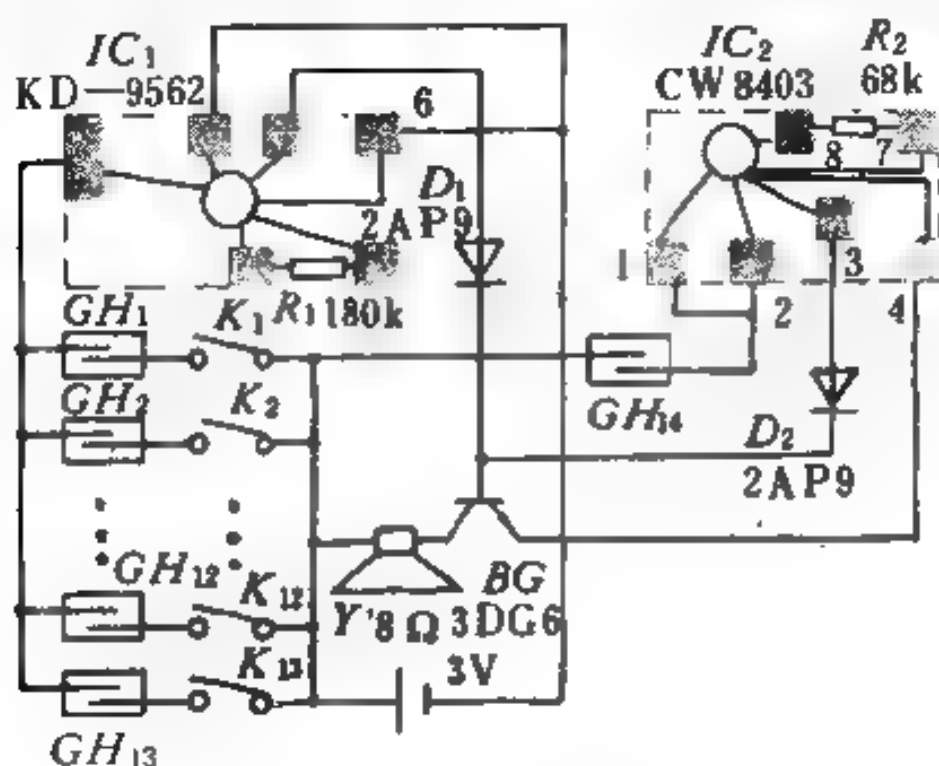 IC₁
KD—9562
6
D₁
2AP9
R₁ 180k
IC₂
CW8403
R₂
68k
8
7
1
2
3
4
GH₁
K₁
GH₂
K₂
GH₁₂
K₁₂
GH₁₃
K₁₃
GH₁₄
D₂
2AP9
BG
Y 8Ω 3DG6
3V